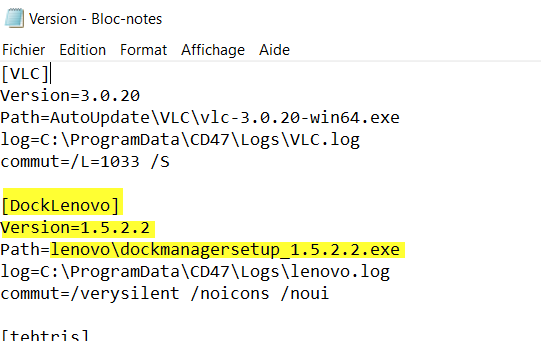 Version - Bloc-notes
Fichier Edition Format Affichage Aide
[VLC]
Version=3.0.20
Path=AutoUpdate\VLC\vlc-3.0.20-win64.exe
log=C:\ProgramData\CD47\Logs\VLC.log
commut=/L=1033 /S
[DockLenovo]
Version=1.5.2.2
Path=lenovo\dockmanagersetup_1.5.2.2.exe
log=C:\ProgramData\CD47\Logs\lenovo.log
commut=/verysilent /noicons /noui
[tehtris]